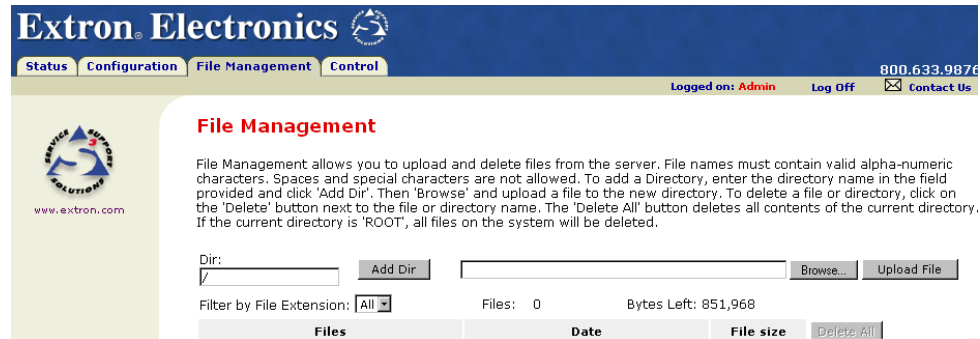 Extron® Electronics
Status Configuration File Management Control
800.633.9876
Logged on: Admin Log Off Contact Us
SERVICE SUPPORT SOLUTIONS
S3
www.extron.com
File Management
File Management allows you to upload and delete files from the server. File names must contain valid alpha-numeric
characters. Spaces and special characters are not allowed. To add a Directory, enter the directory name in the field
provided and click 'Add Dir'. Then 'Browse' and upload a file to the new directory. To delete a file or directory, click on
the 'Delete' button next to the file or directory name. The 'Delete All' button deletes all contents of the current directory.
If the current directory is 'ROOT', all files on the system will be deleted.
Dir:
/ Add Dir Browse... Upload File
Filter by File Extension: All Files: 0 Bytes Left: 851,968
Files Date File size Delete All